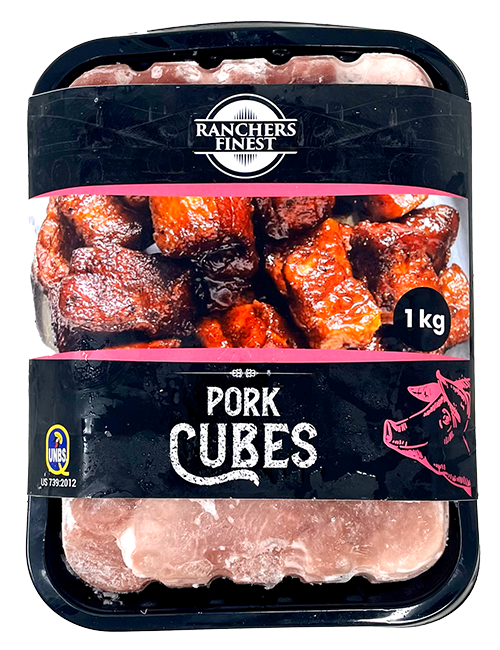 RANCHERS
FINEST
1 kg
PORK
CUBES
UNBS
US 739:2012